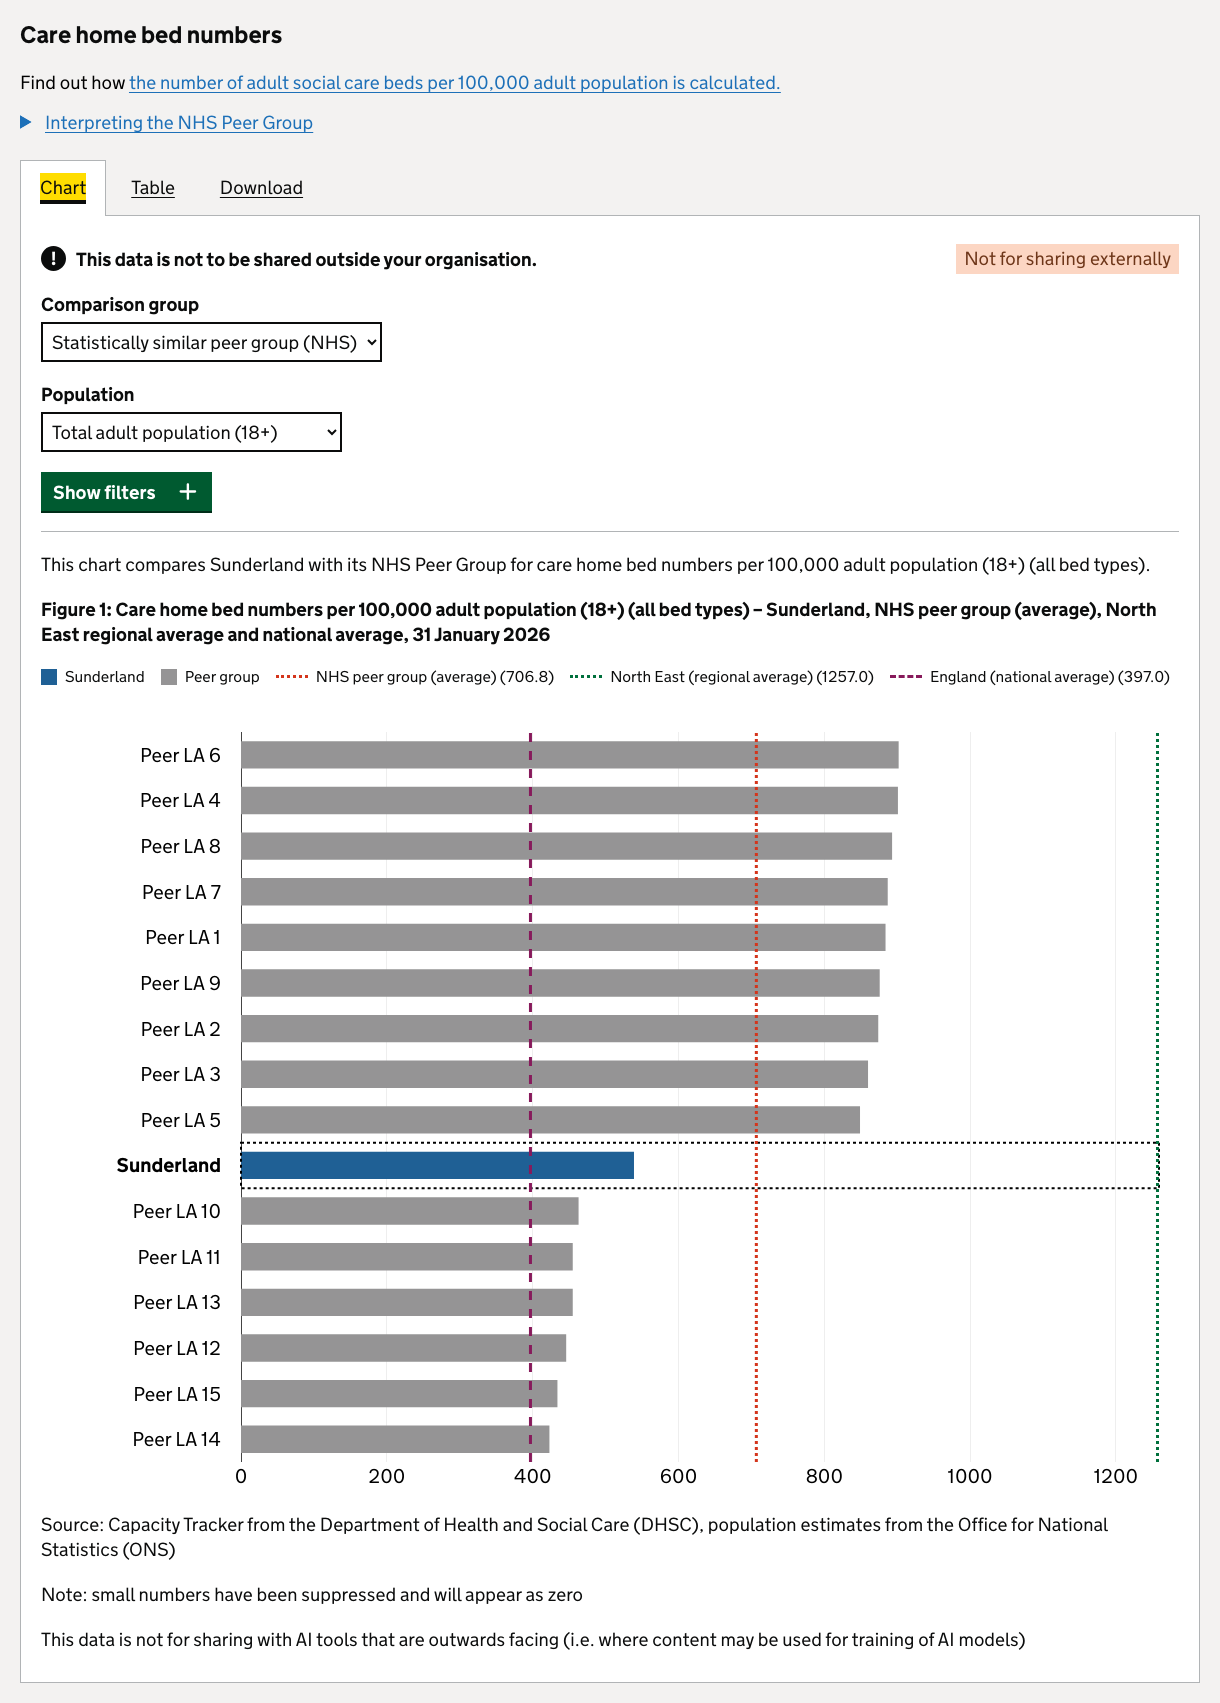 Care home bed numbers
Find out how the number of adult social care beds per 100,000 adult population is calculated.
Interpreting the NHS Peer Group
Chart
Table
Download
! This data is not to be shared outside your organisation.
Not for sharing externally
Comparison group
Statistically similar peer group (NHS)
Population
Total adult population (18+)
Show filters +
This chart compares Sunderland with its NHS Peer Group for care home bed numbers per 100,000 adult population (18+) (all bed types).
Figure 1: Care home bed numbers per 100,000 adult population (18+) (all bed types) – Sunderland, NHS peer group (average), North
East regional average and national average, 31 January 2026
Sunderland
Peer group
NHS peer group (average) (706.8)
North East (regional average) (1257.0)
England (national average) (397.0)
Peer LA 6
Peer LA 4
Peer LA 8
Peer LA 7
Peer LA 1
Peer LA 9
Peer LA 2
Peer LA 3
Peer LA 5
Sunderland
Peer LA 10
Peer LA 11
Peer LA 13
Peer LA 12
Peer LA 15
Peer LA 14
0 200 400 600 800 1000 1200
Source: Capacity Tracker from the Department of Health and Social Care (DHSC), population estimates from the Office for National
Statistics (ONS)
Note: small numbers have been suppressed and will appear as zero
This data is not for sharing with AI tools that are outwards facing (i.e. where content may be used for training of AI models)